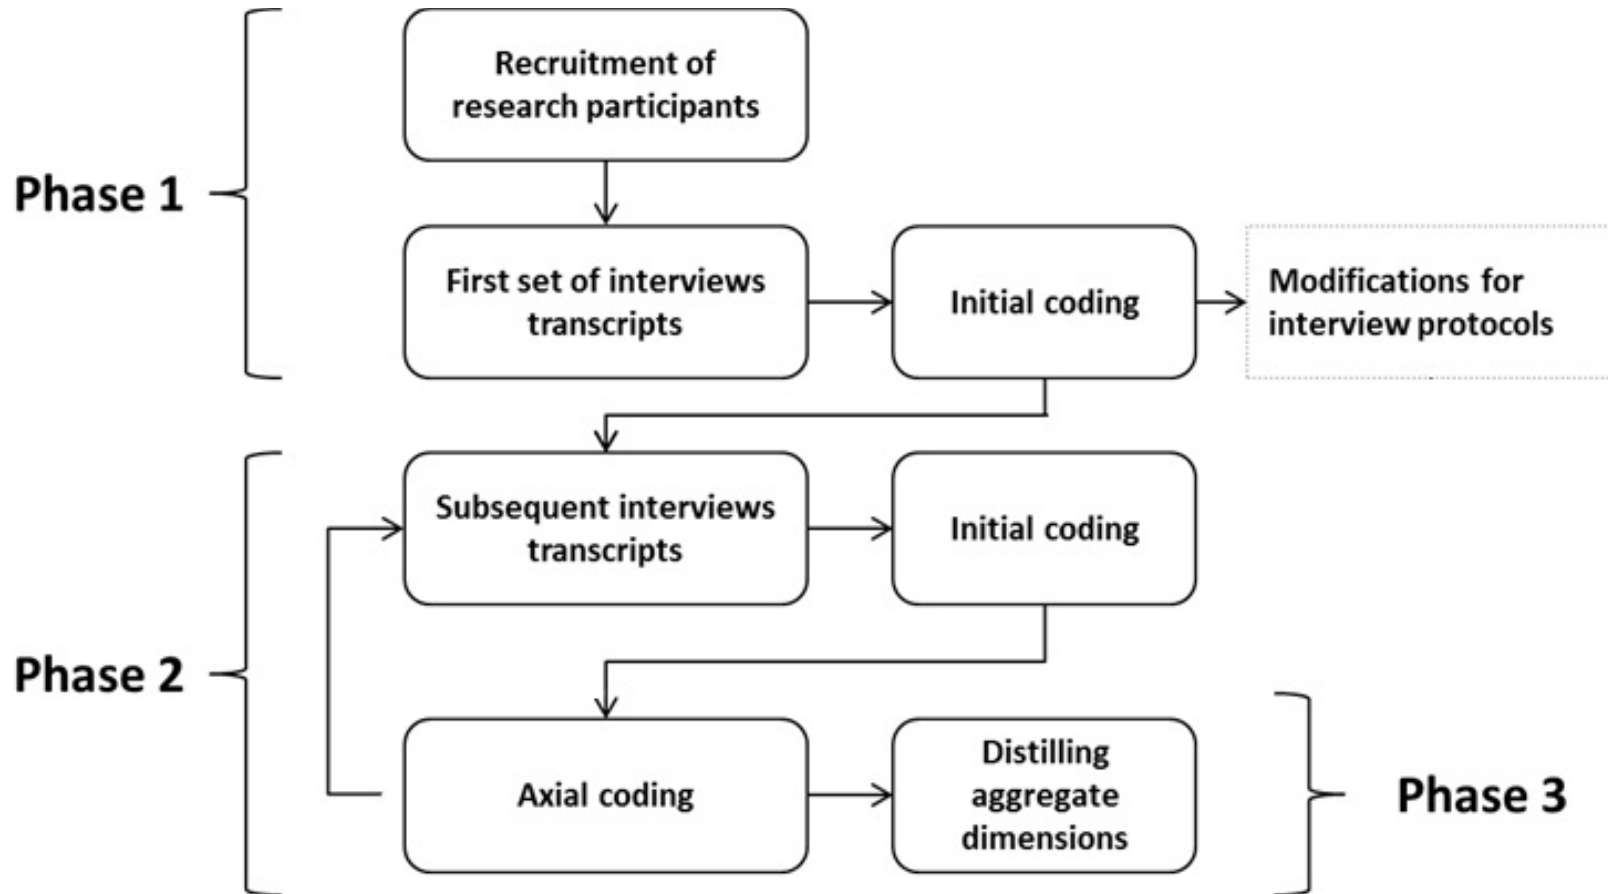 Recruitment of
research participants
Phase 1
First set of interviews
transcripts
Initial coding
Modifications for
interview protocols
Subsequent interviews
transcripts
Initial coding
Phase 2
Axial coding
Distilling
aggregate
dimensions
Phase 3